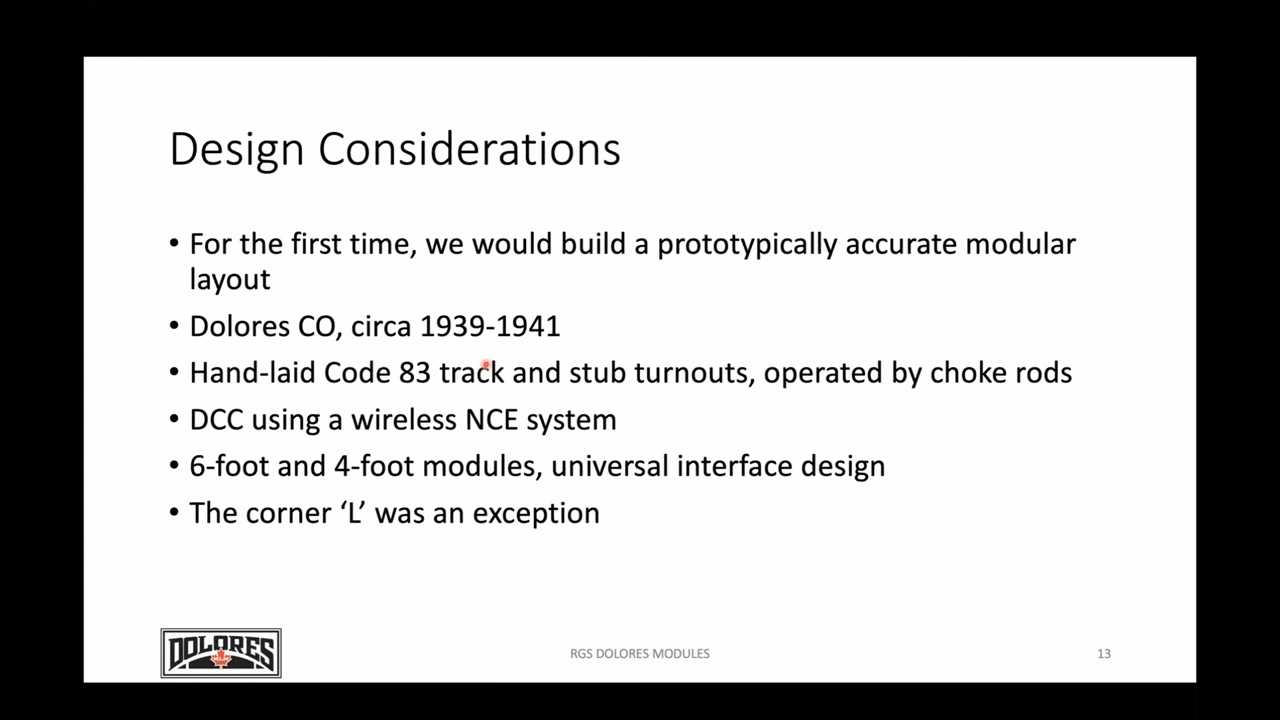 Design Considerations
• For the first time, we would build a prototypically accurate modular
layout
• Dolores CO, circa 1939-1941
• Hand-laid Code 83 track and stub turnouts, operated by choke rods
• DCC using a wireless NCE system
• 6-foot and 4-foot modules, universal interface design
• The corner ‘L’ was an exception
DOLORES
RGS DOLORES MODULES
13